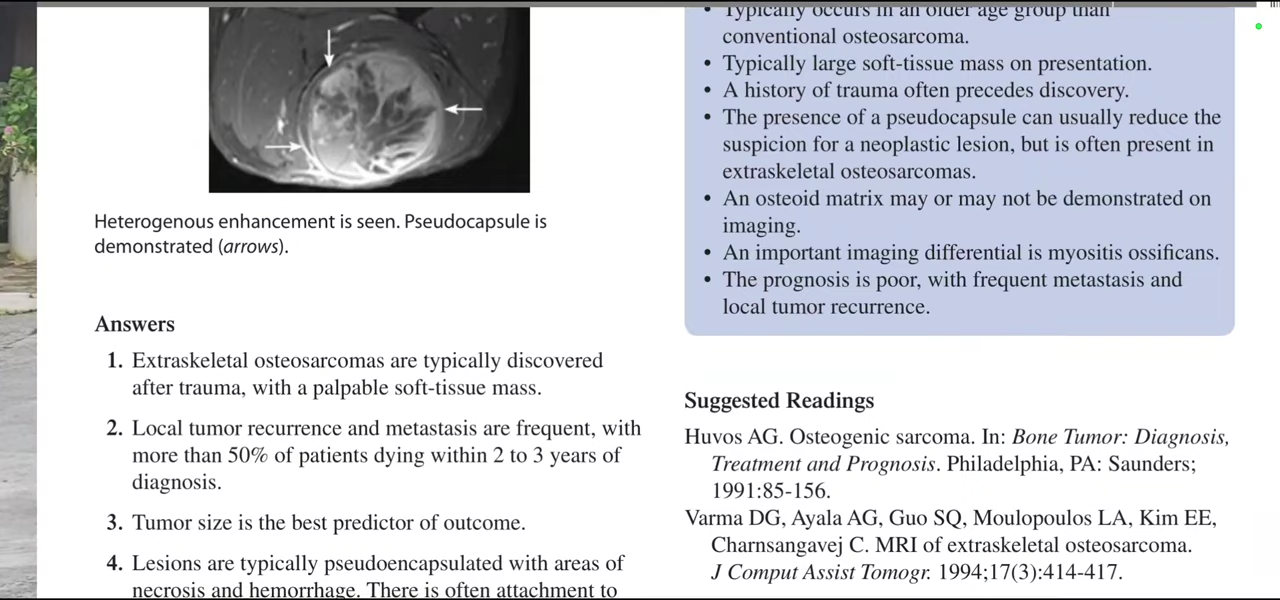 Heterogenous enhancement is seen. Pseudocapsule is
demonstrated (arrows).
Answers
1. Extraskeletal osteosarcomas are typically discovered
after trauma, with a palpable soft-tissue mass.
2. Local tumor recurrence and metastasis are frequent, with
more than 50% of patients dying within 2 to 3 years of
diagnosis.
3. Tumor size is the best predictor of outcome.
4. Lesions are typically pseudoencapsulated with areas of
necrosis and hemorrhage. There is often attachment to
• Typically occurs in an older age group than
conventional osteosarcoma.
• Typically large soft-tissue mass on presentation.
• A history of trauma often precedes discovery.
• The presence of a pseudocapsule can usually reduce the
suspicion for a neoplastic lesion, but is often present in
extraskeletal osteosarcomas.
• An osteoid matrix may or may not be demonstrated on
imaging.
• An important imaging differential is myositis ossificans.
• The prognosis is poor, with frequent metastasis and
local tumor recurrence.
Suggested Readings
Huvos AG. Osteogenic sarcoma. In: Bone Tumor: Diagnosis,
Treatment and Prognosis. Philadelphia, PA: Saunders;
1991:85-156.
Varma DG, Ayala AG, Guo SQ, Moulopoulos LA, Kim EE,
Charnsangavej C. MRI of extraskeletal osteosarcoma.
J Comput Assist Tomogr. 1994;17(3):414-417.